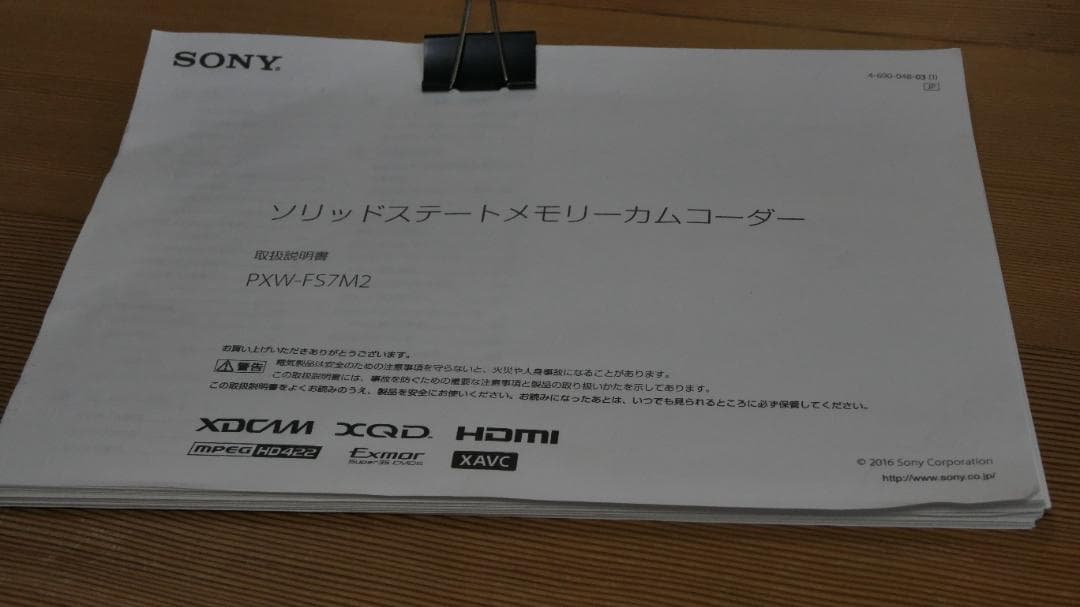 SONY®
4-690-048-03 (1)
JP
ソリッドステートメモリーカムコーダー
取扱説明書
PXW-FS7M2
お買い上げいただきありがとうございます。
警告
電気製品は安全のための注意事項を守らないと、火災や人身事故になることがあります。
この取扱説明書には、事故を防ぐための重要な注意事項と製品の取り扱いかたを示してあります。
この取扱説明書をよくお読みのうえ、製品を安全にお使いください。お読みになったあとは、いつでも見られるところに必ず保管してください。
XDCAM XQD HDMI
MPEG HD422 Exmor XAVC
Super35 CMOS
© 2016 Sony Corporation
http://www.sony.co.jp/